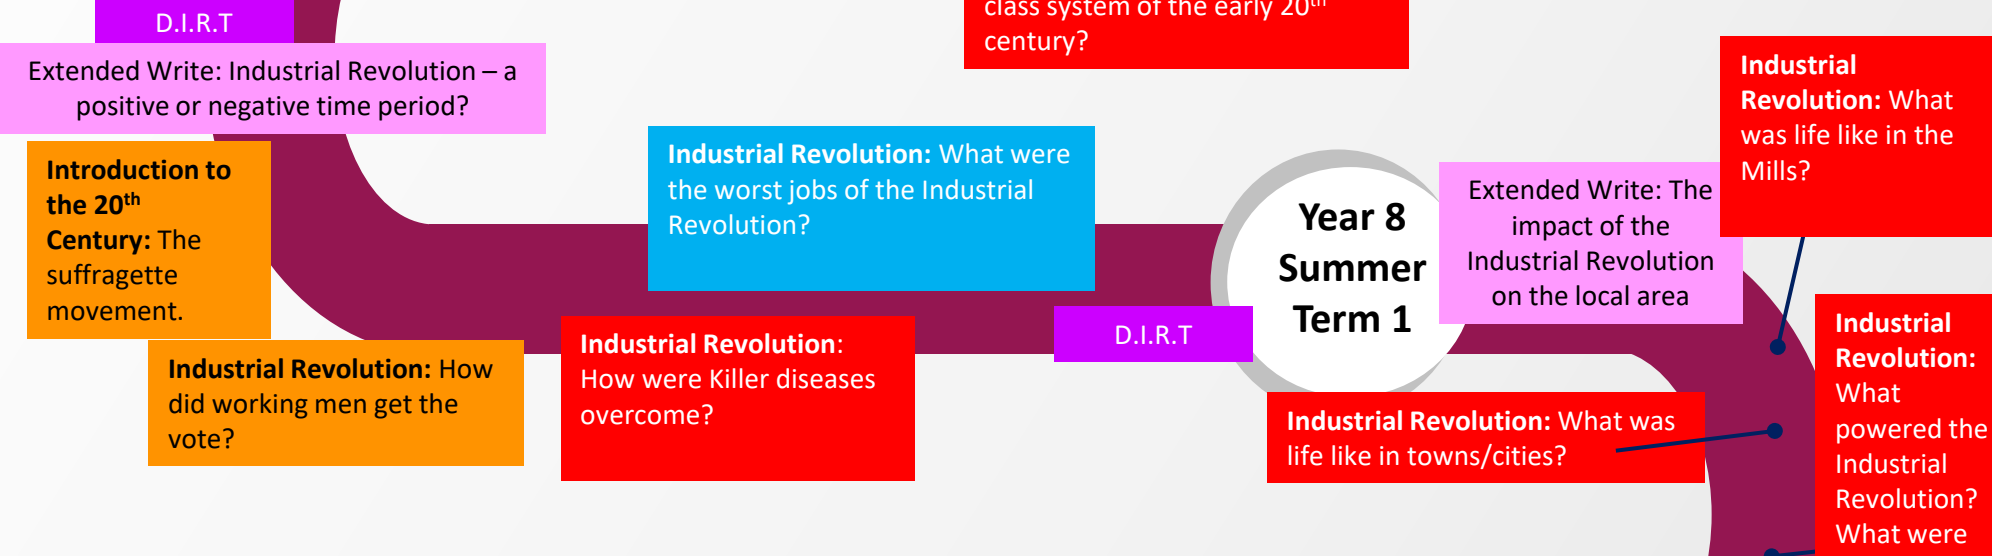 D.I.R.T
class system of the early 20th
century?
Extended Write: Industrial Revolution – a
positive or negative time period?
Industrial
Revolution: What
was life like in the
Mills?
Introduction to
the 20th
Century: The
suffragette
movement.
Industrial Revolution: What were
the worst jobs of the Industrial
Revolution?
Year 8
Summer
Term 1
Extended Write: The
impact of the
Industrial Revolution
on the local area
D.I.R.T
Industrial Revolution: How
did working men get the
vote?
Industrial Revolution:
How were Killer diseases
overcome?
Industrial Revolution: What was
life like in towns/cities?
Industrial
Revolution:
What
powered the
Industrial
Revolution?
What were